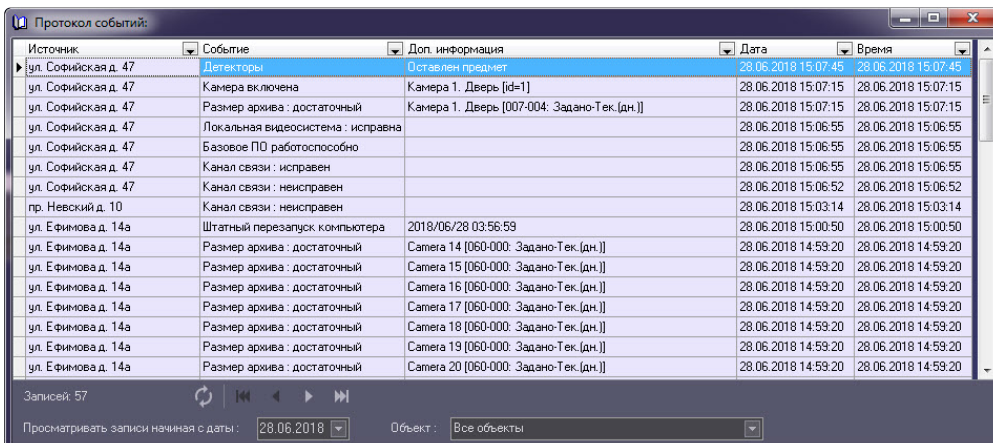 Протокол событий:
Источник Событие Доп. информация Дата Время
ул. Софийская д. 47 Детекторы Оставлен предмет 28.06.2018 15:07:45 28.06.2018 15:07:45
ул. Софийская д. 47 Камера включена Камера 1. Дверь [id=1] 28.06.2018 15:07:15 28.06.2018 15:07:15
ул. Софийская д. 47 Размер архива : достаточный Камера 1. Дверь [007-004: Задано-Тек.(дн.)] 28.06.2018 15:07:15 28.06.2018 15:07:15
ул. Софийская д. 47 Локальная видеосистема : исправна 28.06.2018 15:06:55 28.06.2018 15:06:55
ул. Софийская д. 47 Базовое ПО работоспособно 28.06.2018 15:06:55 28.06.2018 15:06:55
ул. Софийская д. 47 Канал связи : исправен 28.06.2018 15:06:55 28.06.2018 15:06:55
ул. Софийская д. 47 Канал связи : неисправен 28.06.2018 15:06:52 28.06.2018 15:06:52
пр. Невский д. 10 Канал связи : неисправен 28.06.2018 15:03:14 28.06.2018 15:03:14
ул. Ефимова д. 14а Штатный перезапуск компьютера 2018/06/28 03:56:59 28.06.2018 15:00:50 28.06.2018 15:00:50
ул. Ефимова д. 14а Размер архива : достаточный Camera 14 [060-000: Задано-Тек.(дн.)] 28.06.2018 14:59:20 28.06.2018 14:59:20
ул. Ефимова д. 14а Размер архива : достаточный Camera 15 [060-000: Задано-Тек.(дн.)] 28.06.2018 14:59:20 28.06.2018 14:59:20
ул. Ефимова д. 14а Размер архива : достаточный Camera 16 [060-000: Задано-Тек.(дн.)] 28.06.2018 14:59:20 28.06.2018 14:59:20
ул. Ефимова д. 14а Размер архива : достаточный Camera 17 [060-000: Задано-Тек.(дн.)] 28.06.2018 14:59:20 28.06.2018 14:59:20
ул. Ефимова д. 14а Размер архива : достаточный Camera 18 [060-000: Задано-Тек.(дн.)] 28.06.2018 14:59:20 28.06.2018 14:59:20
ул. Ефимова д. 14а Размер архива : достаточный Camera 19 [060-000: Задано-Тек.(дн.)] 28.06.2018 14:59:20 28.06.2018 14:59:20
ул. Ефимова д. 14а Размер архива : достаточный Camera 20 [060-000: Задано-Тек.(дн.)] 28.06.2018 14:59:20 28.06.2018 14:59:20
Записей: 57
Просматривать записи начиная с даты : 28.06.2018 Объект : Все объекты